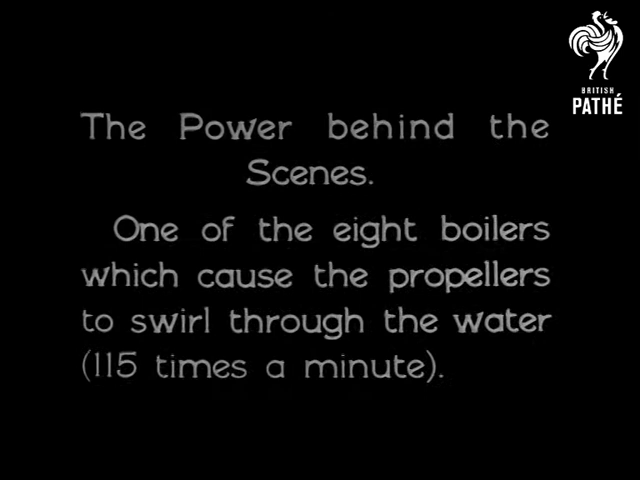 BRITISH
PATHÉ
The Power behind the
Scenes.
One of the eight boilers
which cause the propellers
to swirl through the water
(115 times a minute).